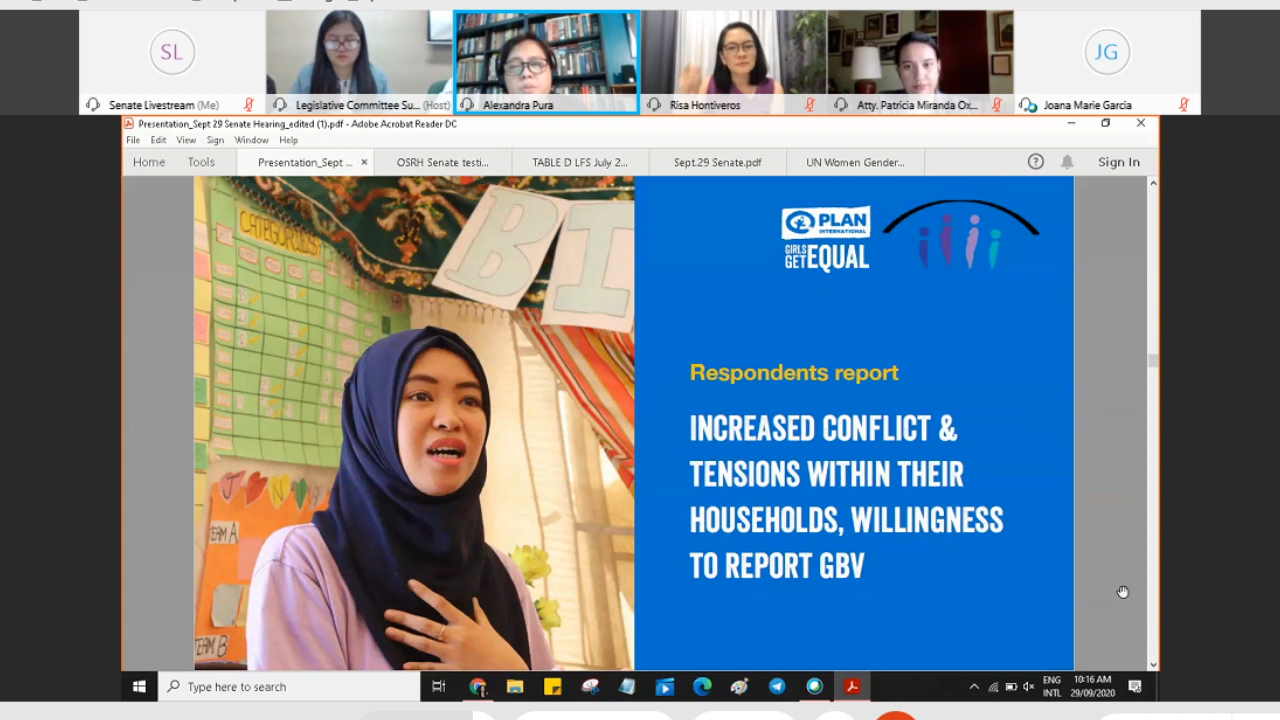 SL
JG
Senate Livestream (Me)
Legislative Committee Su... (Host)
Alexandra Pura
Risa Hontiveros
Atty. Patricia Miranda Ox...
Joana Marie Garcia
Presentation_Sept 29 Senate Hearing_edited (1).pdf - Adobe Acrobat Reader DC
File Edit View Sign Window Help
Home Tools Presentation_Sept ... × OSRH Senate testi... TABLE D LFS July 2... Sept.29 Senate.pdf UN Women Gender... Sign In
CATEGORIES
BI
TEAM A
TEAM B
PLAN
INTERNATIONAL
GIRLS
GET EQUAL
Respondents report
INCREASED CONFLICT &
TENSIONS WITHIN THEIR
HOUSEHOLDS, WILLINGNESS
TO REPORT GBV
Type here to search
ENG
INTL
10:16 AM
29/09/2020